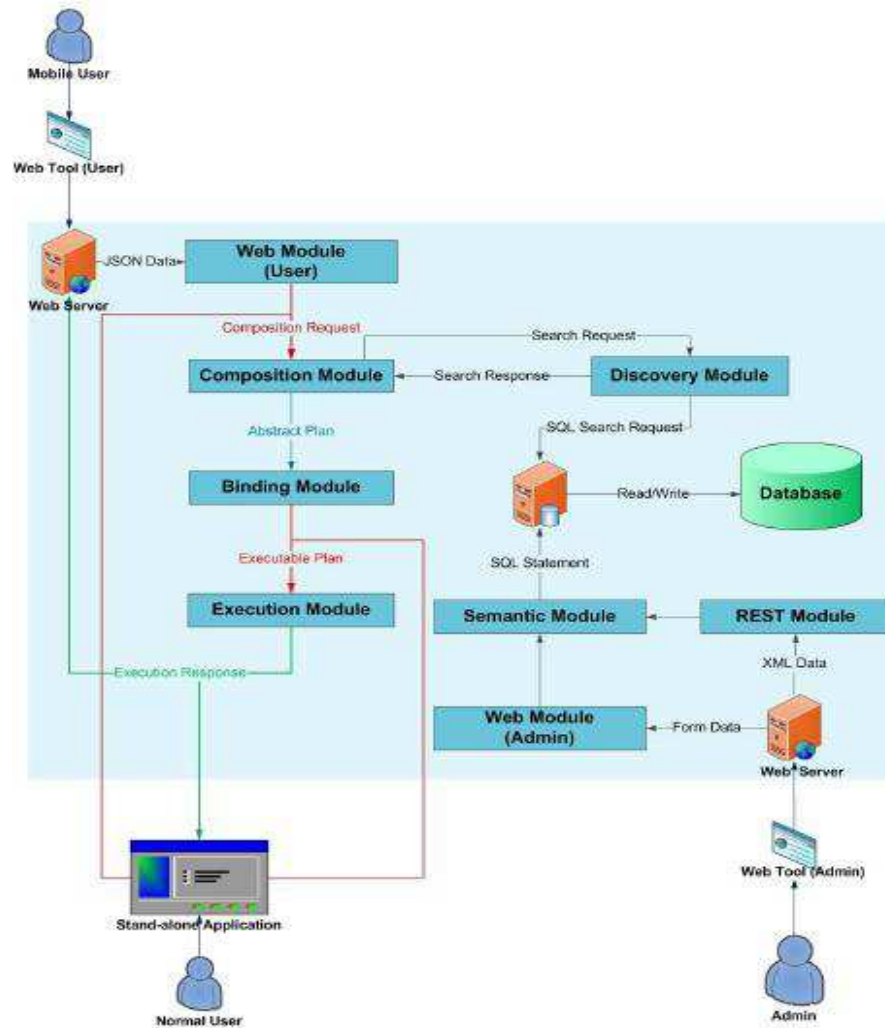 Mobile User
Web Tool (User)
Web Module
(User)
JSON Data
Web Server
Composition Request
Search Request
Composition Module
Search Response
Discovery Module
Abstract Plan
SQL Search Request
Binding Module
Read/Write
Database
Executable Plan
SQL Statement
Execution Module
Semantic Module
REST Module
Execution Response
XML Data
Web Module
(Admin)
Form Data
Web Server
Web Tool (Admin)
Stand-alone Application
Normal User
Admin